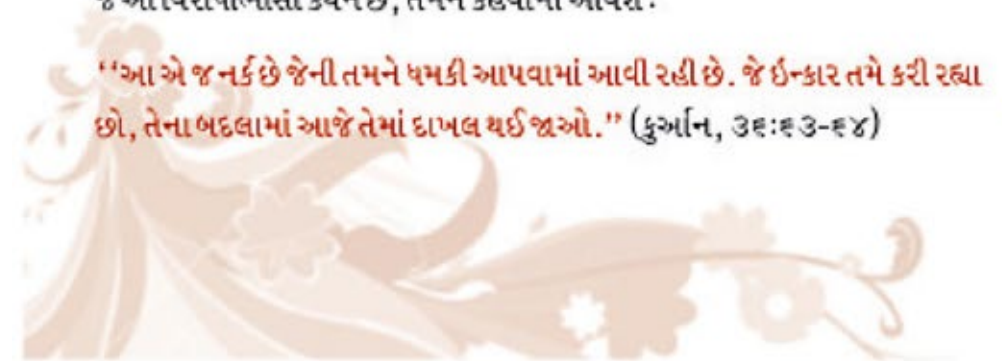 ''આ એ જ નર્ક છે જેની તમને ધમકી આપવામાં આવી રહી છે. જે ઇન્કાર તમે કરી રહ્યા
છો, તેના બદલામાં આજે તેમાં દાખલ થઈ જાઓ.'' (કુર્આન, ૩૬:૬૩-૬૪)